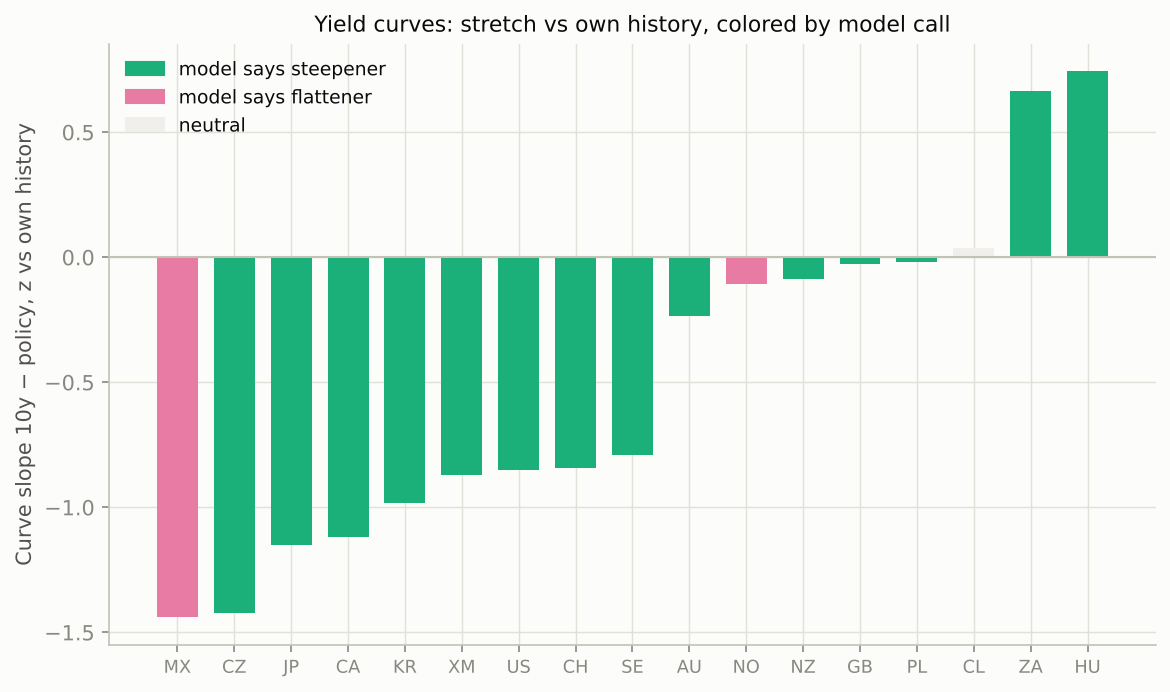 Yield curves: stretch vs own history, colored by model call
model says steepener
model says flattener
neutral
Curve slope 10y − policy, z vs own history
0.5
0.0
−0.5
−1.0
−1.5
MX CZ JP CA KR XM US CH SE AU NO NZ GB PL CL ZA HU